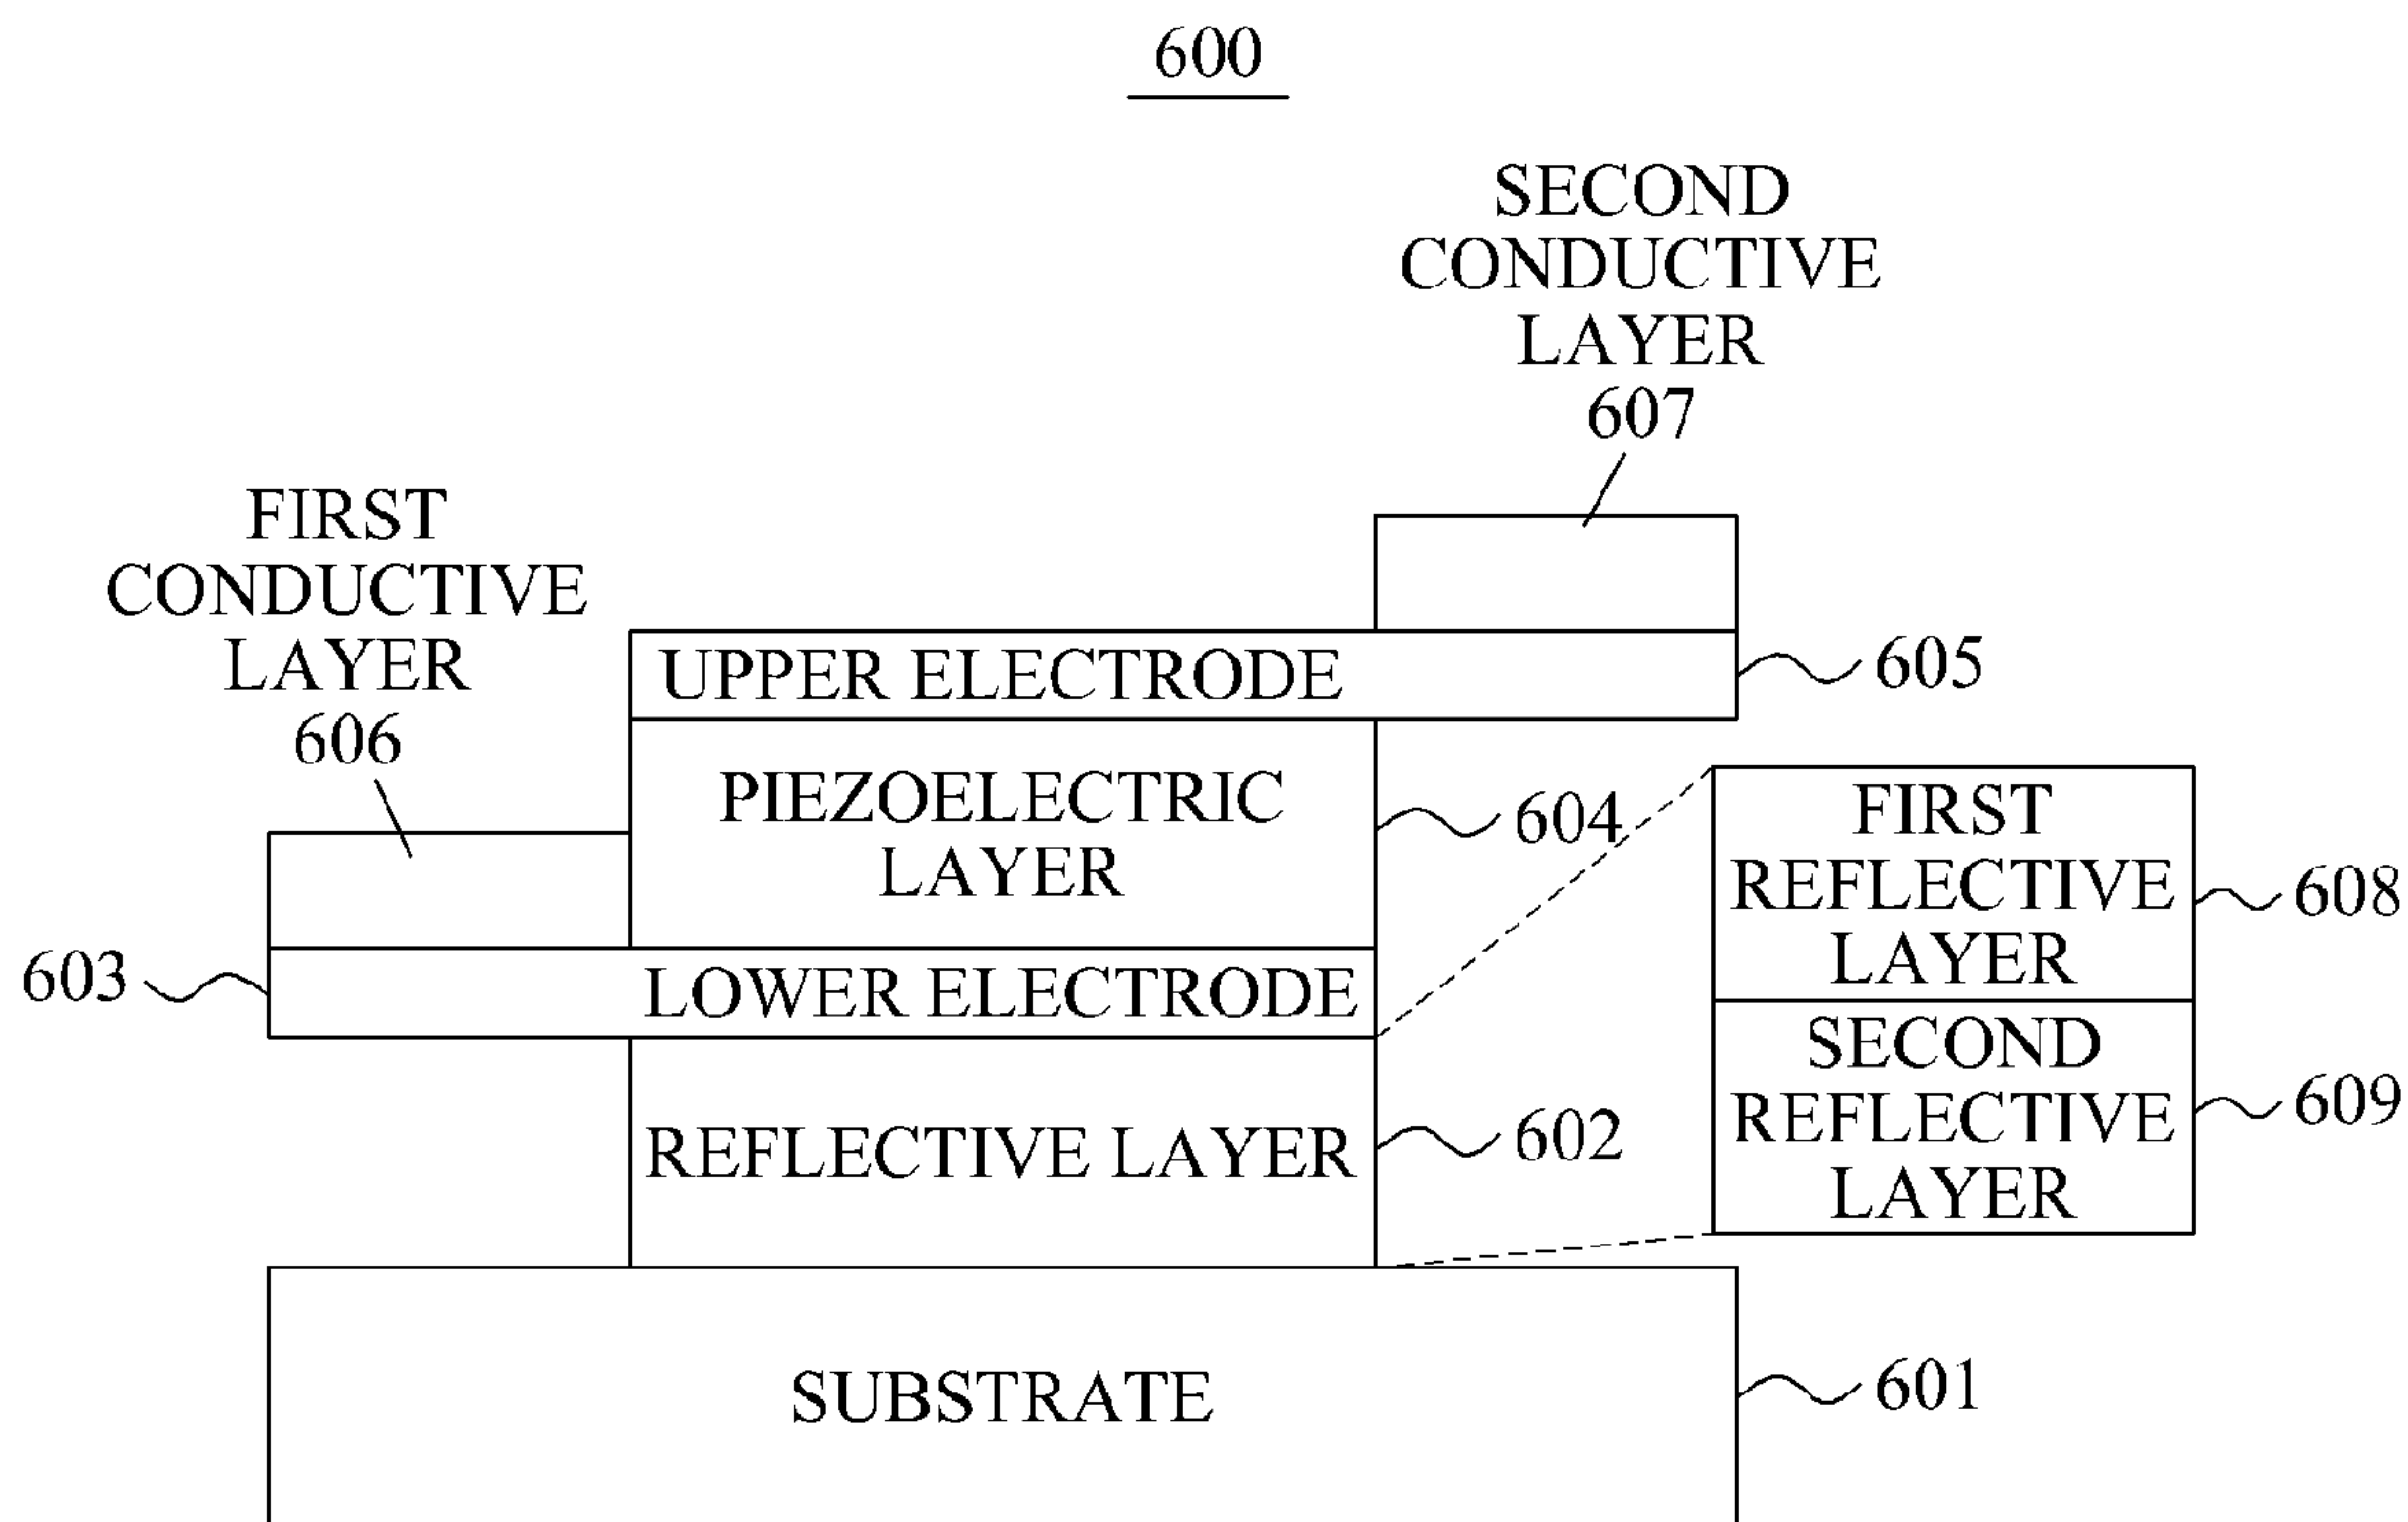 600
SECOND
CONDUCTIVE
LAYER
607
FIRST
CONDUCTIVE
LAYER
606
UPPER ELECTRODE
605
PIEZOELECTRIC
LAYER
604
FIRST
REFLECTIVE
LAYER
608
603
LOWER ELECTRODE
SECOND
REFLECTIVE
LAYER
609
REFLECTIVE LAYER
602
SUBSTRATE
601